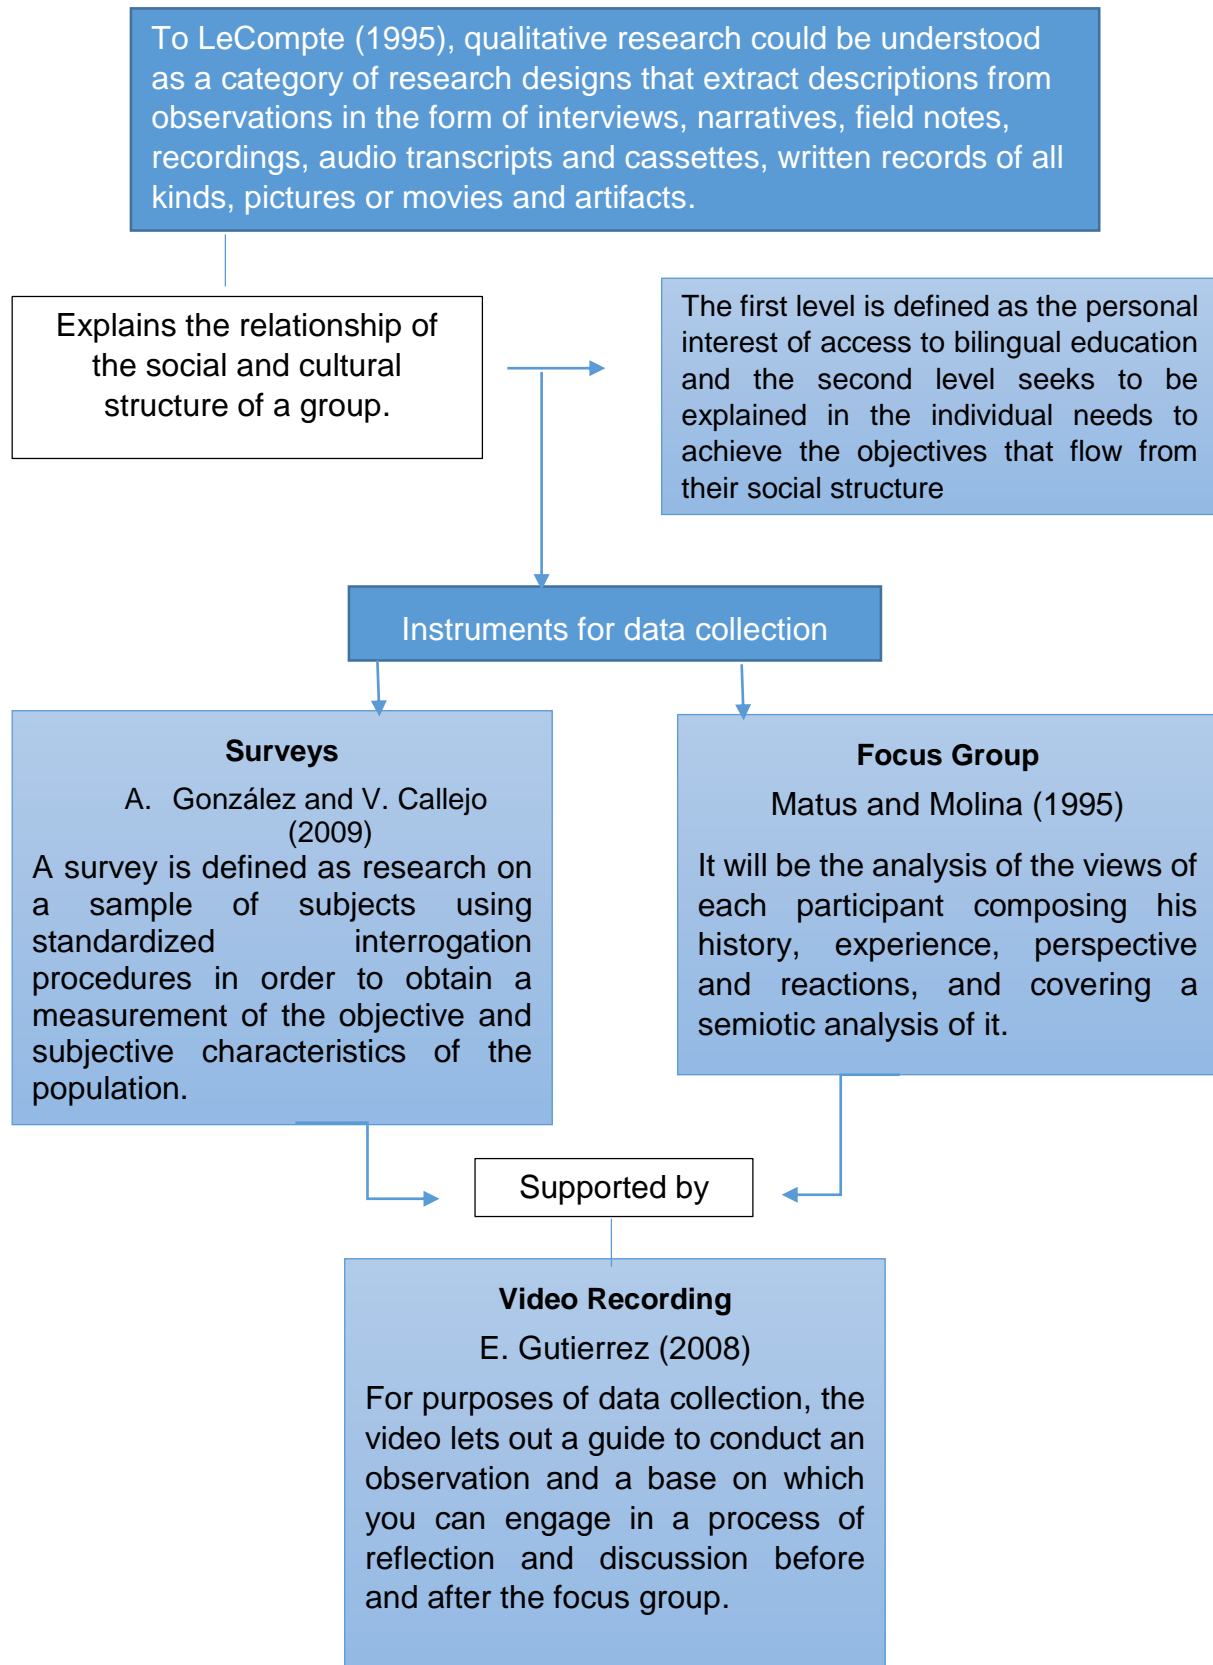 To LeCompte (1995), qualitative research could be understood
as a category of research designs that extract descriptions from
observations in the form of interviews, narratives, field notes,
recordings, audio transcripts and cassettes, written records of all
kinds, pictures or movies and artifacts.
Explains the relationship of
the social and cultural
structure of a group.
The first level is defined as the personal
interest of access to bilingual education
and the second level seeks to be
explained in the individual needs to
achieve the objectives that flow from
their social structure
Instruments for data collection
Surveys
A. González and V. Callejo
(2009)
A survey is defined as research on
a sample of subjects using
standardized interrogation
procedures in order to obtain a
measurement of the objective and
subjective characteristics of the
population.
Focus Group
Matus and Molina (1995)
It will be the analysis of the views of
each participant composing his
history, experience, perspective
and reactions, and covering a
semiotic analysis of it.
Supported by
Video Recording
E. Gutierrez (2008)
For purposes of data collection, the
video lets out a guide to conduct an
observation and a base on which
you can engage in a process of
reflection and discussion before
and after the focus group.